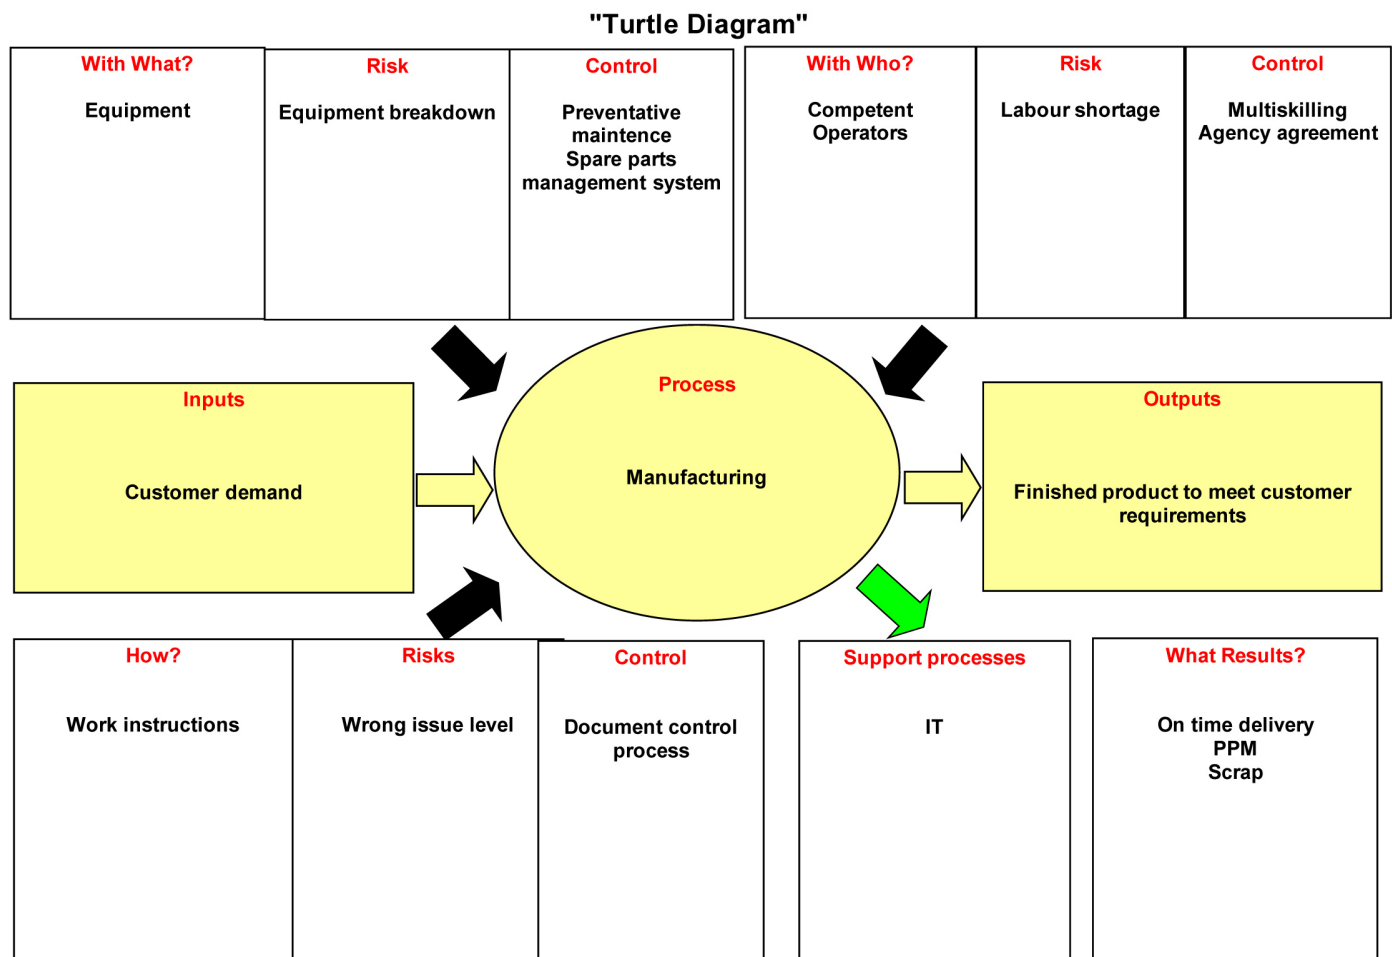 "Turtle Diagram"
With What?
Equipment
Risk
Equipment breakdown
Control
Preventative
maintence
Spare parts
management system
With Who?
Competent
Operators
Risk
Labour shortage
Control
Multiskilling
Agency agreement
Inputs
Customer demand
Process
Manufacturing
Outputs
Finished product to meet customer
requirements
How?
Work instructions
Risks
Wrong issue level
Control
Document control
process
Support processes
IT
What Results?
On time delivery
PPM
Scrap